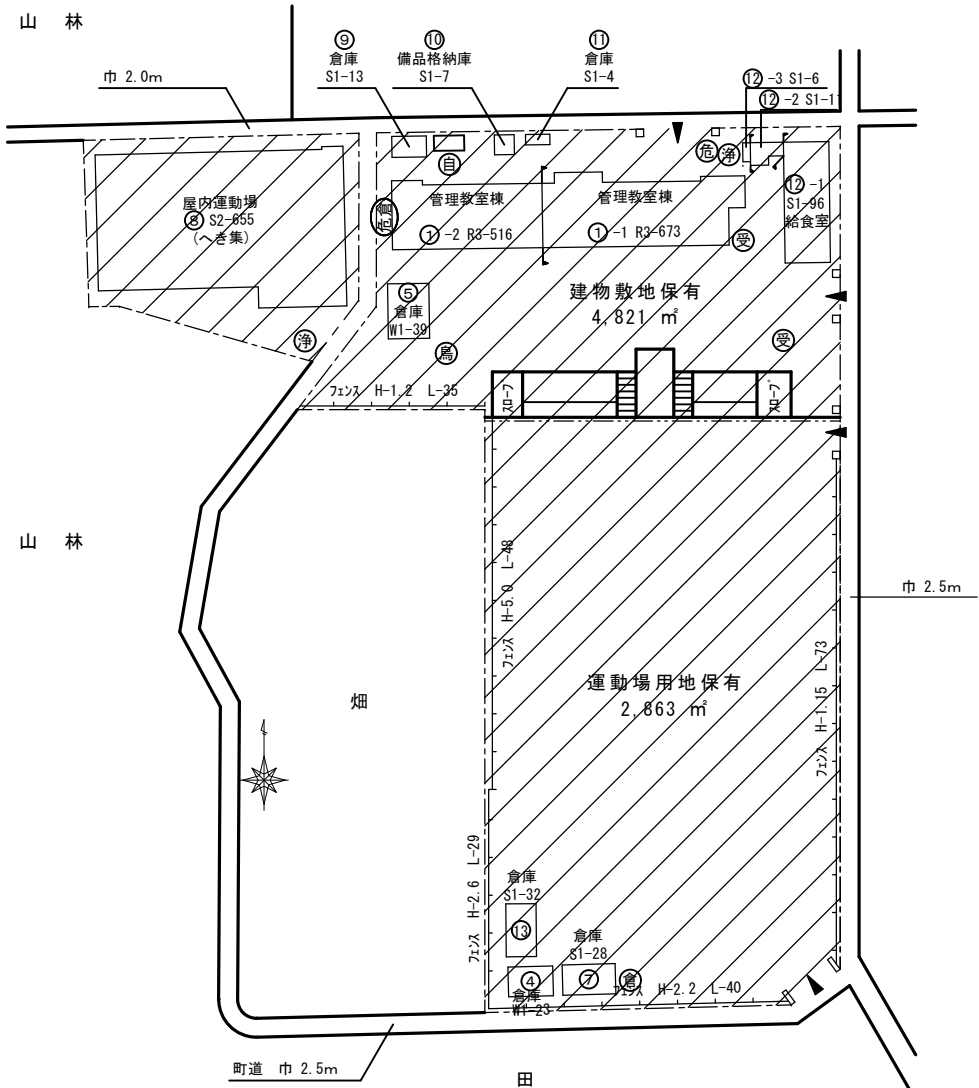 山 林
⑨
倉庫
S1-13
⑩
備品格納庫
S1-7
⑪
倉庫
S1-4
巾 2.0m
⑫ -3 S1-6
⑫ -2 S1-11
自
危
浄
屋内運動場
⑧ S2-655
(へき集)
危倉
管理教室棟
① -2 R3-516
管理教室棟
① -1 R3-673
⑫ -1
S1-96
給食室
受
⑤
倉庫
W1-39
建物敷地保有
4,821 ㎡
浄
鳥
受
フェンス H-1.2 L-35
スロープ
スロープ
山 林
フェンス H-5.0 L-48
巾 2.5m
畑
運動場用地保有
2,863 ㎡
フェンス H-1.15 L-73
フェンス H-2.6 L-29
倉庫
S1-32
⑬
倉庫
S1-28
④
⑦
倉
フェンス H-2.2 L-40
倉庫
W1-23
町道 巾 2.5m
田